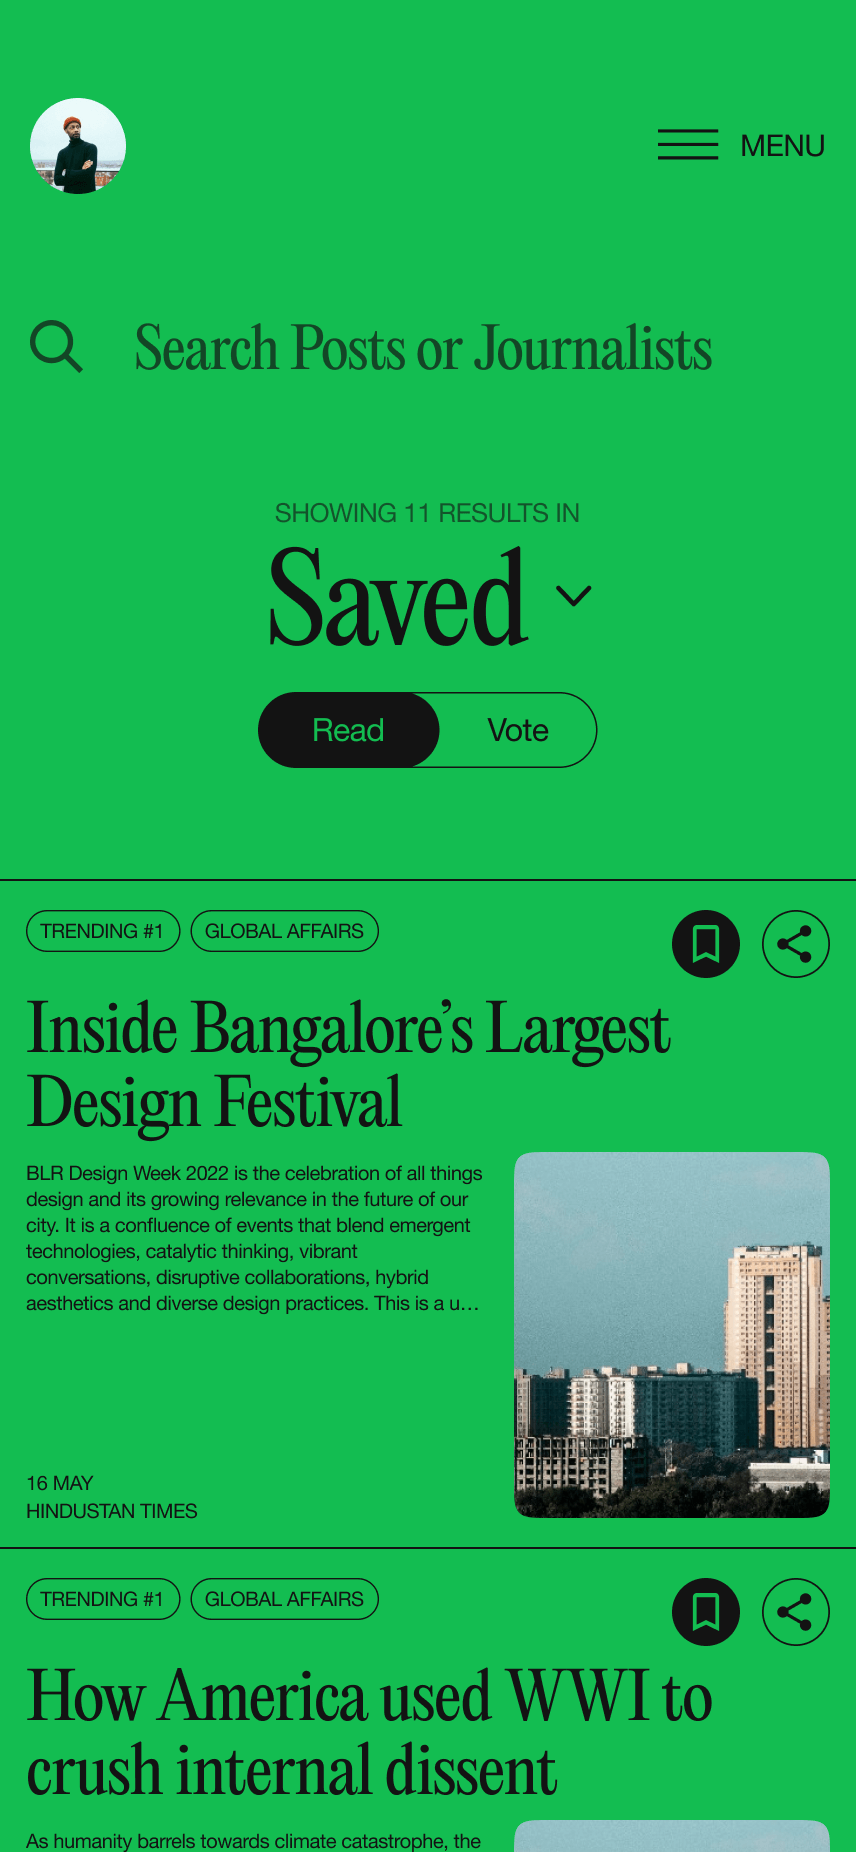 MENU
Search Posts or Journalists
SHOWING 11 RESULTS IN
Saved
Read
Vote
TRENDING #1
GLOBAL AFFAIRS
Inside Bangalore’s Largest
Design Festival
BLR Design Week 2022 is the celebration of all things
design and its growing relevance in the future of our
city. It is a confluence of events that blend emergent
technologies, catalytic thinking, vibrant
conversations, disruptive collaborations, hybrid
aesthetics and diverse design practices. This is a u…
16 MAY
HINDUSTAN TIMES
TRENDING #1
GLOBAL AFFAIRS
How America used WWI to
crush internal dissent
As humanity barrels towards climate catastrophe, the